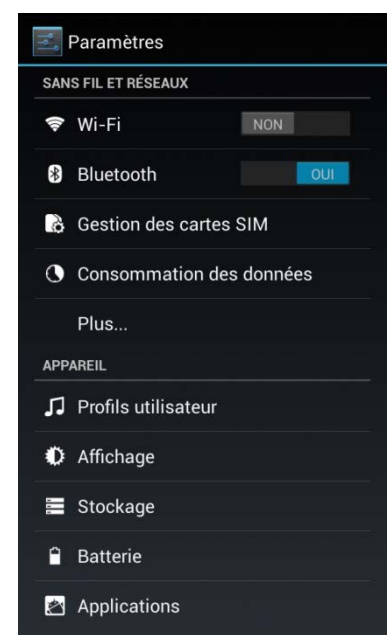 Paramètres
SANS FIL ET RÉSEAUX
Wi-Fi NON
Bluetooth OUI
Gestion des cartes SIM
Consommation des données
Plus...
APPAREIL
Profils utilisateur
Affichage
Stockage
Batterie
Applications